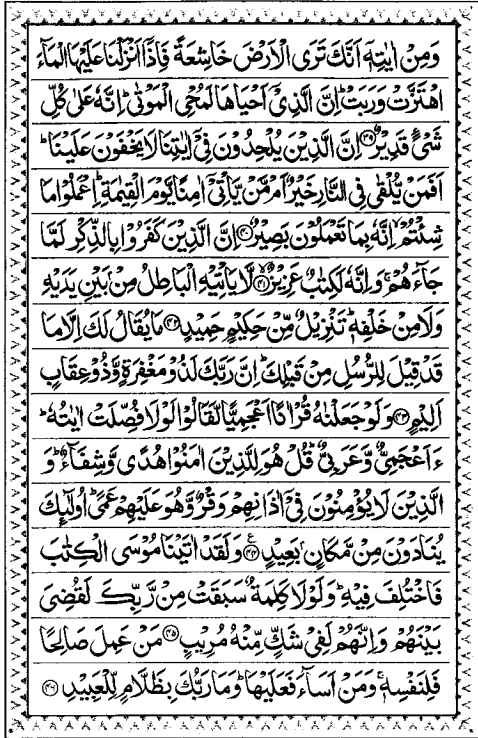 وَمِنْ اٰيٰتِهٖٓ اَنَّكَ تَرَى الْاَرْضَ خَاشِعَةً فَاِذَآ اَنْزَلْنَا عَلَيْهَا الْمَآءَ
اهْتَزَّتْ وَرَبَتْ ؕ اِنَّ الَّذِيْٓ اَحْيَاهَا لَمُحْيِ الْمَوْتٰى ؕ اِنَّهٗ عَلٰى كُلِّ
شَيْءٍ قَدِيْرٌ ﴿۳۹﴾ اِنَّ الَّذِيْنَ يُلْحِدُوْنَ فِيْٓ اٰيٰتِنَا لَا يَخْفَوْنَ عَلَيْنَا ؕ
اَفَمَنْ يُّلْقٰى فِي النَّارِ خَيْرٌ اَمْ مَّنْ يَّاْتِيْٓ اٰمِنًا يَّوْمَ الْقِيٰمَةِ ؕ اِعْمَلُوْا مَا
شِئْتُمْ ۙ اِنَّهٗ بِمَا تَعْمَلُوْنَ بَصِيْرٌ ﴿۴۰﴾ اِنَّ الَّذِيْنَ كَفَرُوْا بِالذِّكْرِ لَمَّا
جَآءَهُمْ ۚ وَاِنَّهٗ لَكِتٰبٌ عَزِيْزٌ ﴿۴۱﴾ۙ لَّا يَاْتِيْهِ الْبَاطِلُ مِنْۢ بَيْنِ يَدَيْهِ
وَلَا مِنْ خَلْفِهٖ ؕ تَنْزِيْلٌ مِّنْ حَكِيْمٍ حَمِيْدٍ ﴿۴۲﴾ مَا يُقَالُ لَكَ اِلَّا مَا
قَدْ قِيْلَ لِلرُّسُلِ مِنْ قَبْلِكَ ؕ اِنَّ رَبَّكَ لَذُوْ مَغْفِرَةٍ وَّذُوْ عِقَابٍ
اَلِيْمٍ ﴿۴۳﴾ وَلَوْ جَعَلْنٰهُ قُرْاٰنًا اَعْجَمِيًّا لَّقَالُوْا لَوْلَا فُصِّلَتْ اٰيٰتُهٗ ؕ
ءَاَعْجَمِيٌّ وَّعَرَبِيٌّ ؕ قُلْ هُوَ لِلَّذِيْنَ اٰمَنُوْا هُدًى وَّشِفَآءٌ ؕ وَ
الَّذِيْنَ لَا يُؤْمِنُوْنَ فِيْٓ اٰذَانِهِمْ وَقْرٌ وَّهُوَ عَلَيْهِمْ عَمًى ؕ اُولٰٓئِكَ
يُنَادَوْنَ مِنْ مَّكَانٍۢ بَعِيْدٍ ﴿۴۴﴾ۧ وَلَقَدْ اٰتَيْنَا مُوْسَى الْكِتٰبَ
فَاخْتُلِفَ فِيْهِ ؕ وَلَوْلَا كَلِمَةٌ سَبَقَتْ مِنْ رَّبِّكَ لَقُضِيَ
بَيْنَهُمْ ؕ وَاِنَّهُمْ لَفِيْ شَكٍّ مِّنْهُ مُرِيْبٍ ﴿۴۵﴾ مَنْ عَمِلَ صَالِحًا
فَلِنَفْسِهٖ ۚ وَمَنْ اَسَآءَ فَعَلَيْهَا ؕ وَمَا رَبُّكَ بِظَلَّامٍ لِّلْعَبِيْدِ ﴿۴۶﴾